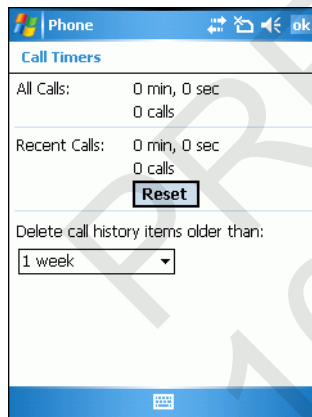 Phone
ok
Call Timers
All Calls: 0 min, 0 sec
0 calls
Recent Calls: 0 min, 0 sec
0 calls
Reset
Delete call history items older than:
1 week